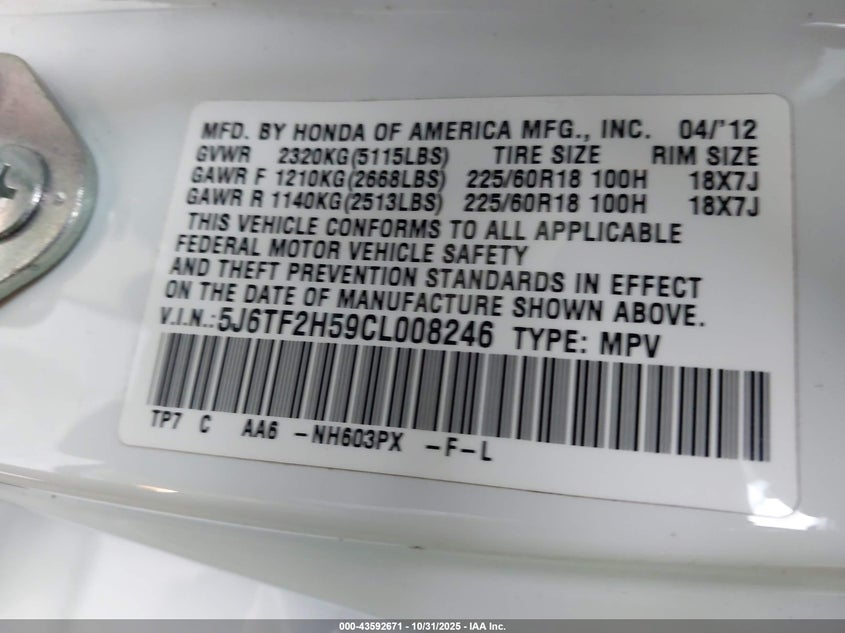 MFD. BY HONDA OF AMERICA MFG., INC. 04/'12
GVWR 2320KG(5115LBS) TIRE SIZE RIM SIZE
GAWR F 1210KG(2668LBS) 225/60R18 100H 18X7J
GAWR R 1140KG(2513LBS) 225/60R18 100H 18X7J
THIS VEHICLE CONFORMS TO ALL APPLICABLE
FEDERAL MOTOR VEHICLE SAFETY
AND THEFT PREVENTION STANDARDS IN EFFECT
ON THE DATE OF MANUFACTURE SHOWN ABOVE.
V.I.N.:5J6TF2H59CL008246 TYPE: MPV
TP7 C AA6 -NH603PX -F-L
000-43592671 - 10/31/2025 - IAA Inc.